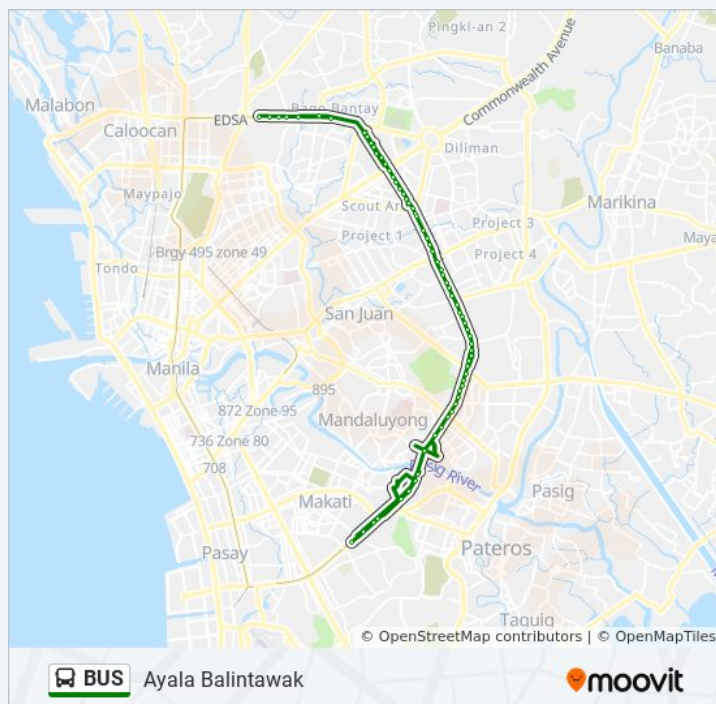 Pingki-an 2
Banaba
Commonwealth Avenue
Malabon
Bago Bantay
EDSA
Caloocan
Diliman
Maypajo
Marikina
Scout Ar
Project 3
Project 1
Brgy 495 zone 49
Maya
Project 4
Tondo
San Juan
Manila
895
872 Zone 95
Mandaluyong
736 Zone 80
708
Pasig River
Pasig
Makati
Pasay
Pateros
Taguig
© OpenStreetMap contributors | © OpenMapTiles
BUS Ayala Balintawak
moovit